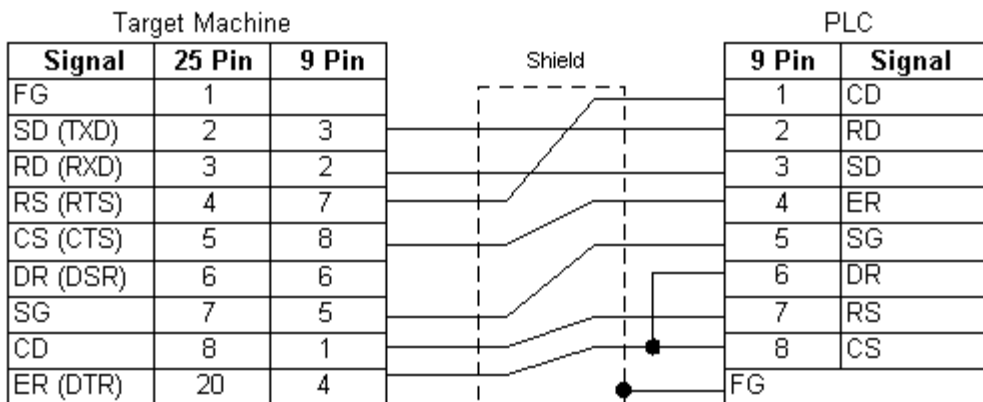 Target Machine PLC
Signal 25 Pin 9 Pin Shield 9 Pin Signal
FG 1 1 CD
SD (TXD) 2 3 2 RD
RD (RXD) 3 2 3 SD
RS (RTS) 4 7 4 ER
CS (CTS) 5 8 5 SG
DR (DSR) 6 6 6 DR
SG 7 5 7 RS
CD 8 1 8 CS
ER (DTR) 20 4 FG